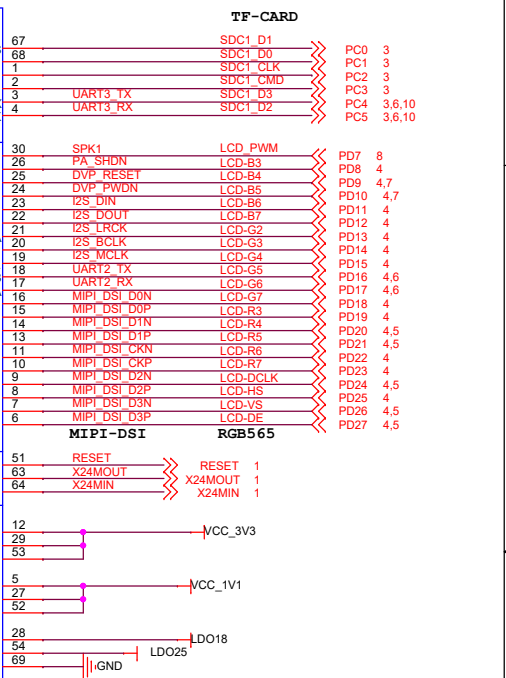 TF-CARD
67 SDC1_D1 PC0 3
68 SDC1_D0 PC1 3
1 SDC1_CLK PC2 3
2 SDC1_CMD PC3 3
3 UART3_TX SDC1_D3 PC4 3,6,10
4 UART3_RX SDC1_D2 PC5 3,6,10
30 SPK1 LCD_PWM PD7 8
26 PA_SHDN LCD-B3 PD8 4
25 DVP_RESET LCD-B4 PD9 4,7
24 DVP_PWDN LCD-B5 PD10 4,7
23 I2S_DIN LCD-B6 PD11 4
22 I2S_DOUT LCD-B7 PD12 4
21 I2S_LRCK LCD-G2 PD13 4
20 I2S_BCLK LCD-G3 PD14 4
19 I2S_MCLK LCD-G4 PD15 4
18 UART2_TX LCD-G5 PD16 4,6
17 UART2_RX LCD-G6 PD17 4,6
16 MIPI_DSI_D0N LCD-G7 PD18 4
15 MIPI_DSI_D0P LCD-R3 PD19 4
14 MIPI_DSI_D1N LCD-R4 PD20 4,5
13 MIPI_DSI_D1P LCD-R5 PD21 4,5
11 MIPI_DSI_CKN LCD-R6 PD22 4
10 MIPI_DSI_CKP LCD-R7 PD23 4
9 MIPI_DSI_D2N LCD-DCLK PD24 4,5
8 MIPI_DSI_D2P LCD-HS PD25 4
7 MIPI_DSI_D3N LCD-VS PD26 4,5
6 MIPI_DSI_D3P LCD-DE PD27 4,5
MIPI-DSI RGB565
51 RESET RESET 1
63 X24MOUT X24MOUT 1
64 X24MIN X24MIN 1
12 VCC_3V3
29
53
5 VCC_1V1
27
52
28 LDO18
54 LDO25
69 GND